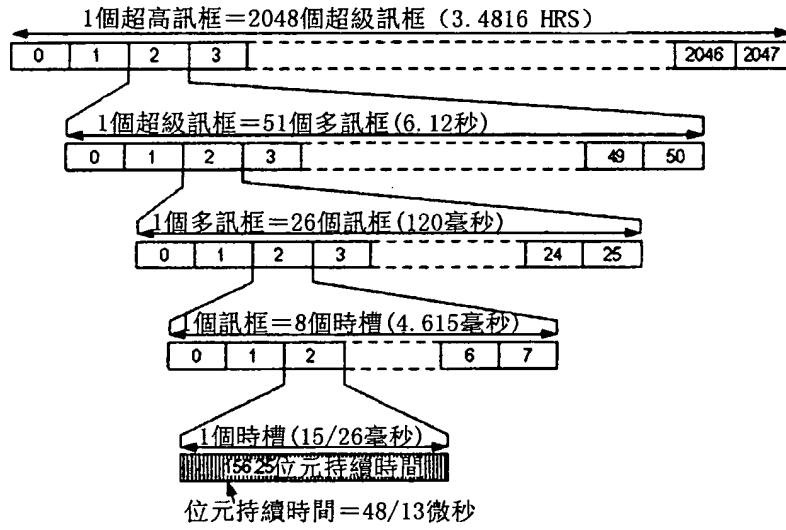 1個超高訊框＝2048個超級訊框（3.4816 HRS）
0 1 2 3 2046 2047
1個超級訊框＝51個多訊框(6.12秒)
0 1 2 3 49 50
1個多訊框＝26個訊框(120毫秒)
0 1 2 3 24 25
1個訊框＝8個時槽(4.615毫秒)
0 1 2 6 7
1個時槽(15/26毫秒)
156.25位元持續時間
位元持續時間＝48/13微秒